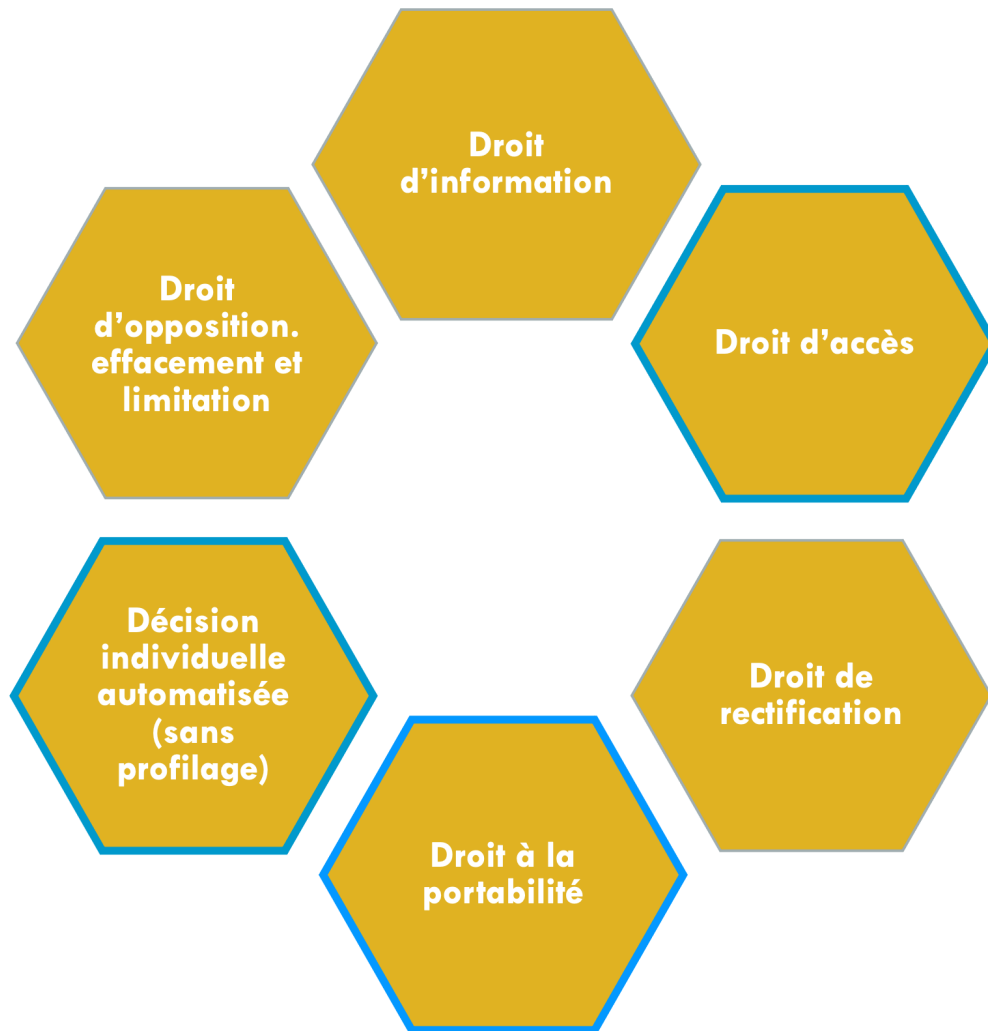 Droit
d'information
Droit d'accès
Droit de
rectification
Droit à la
portabilité
Décision
individuelle
automatisée
(sans
profilage)
Droit
d'opposition.
effacement et
limitation